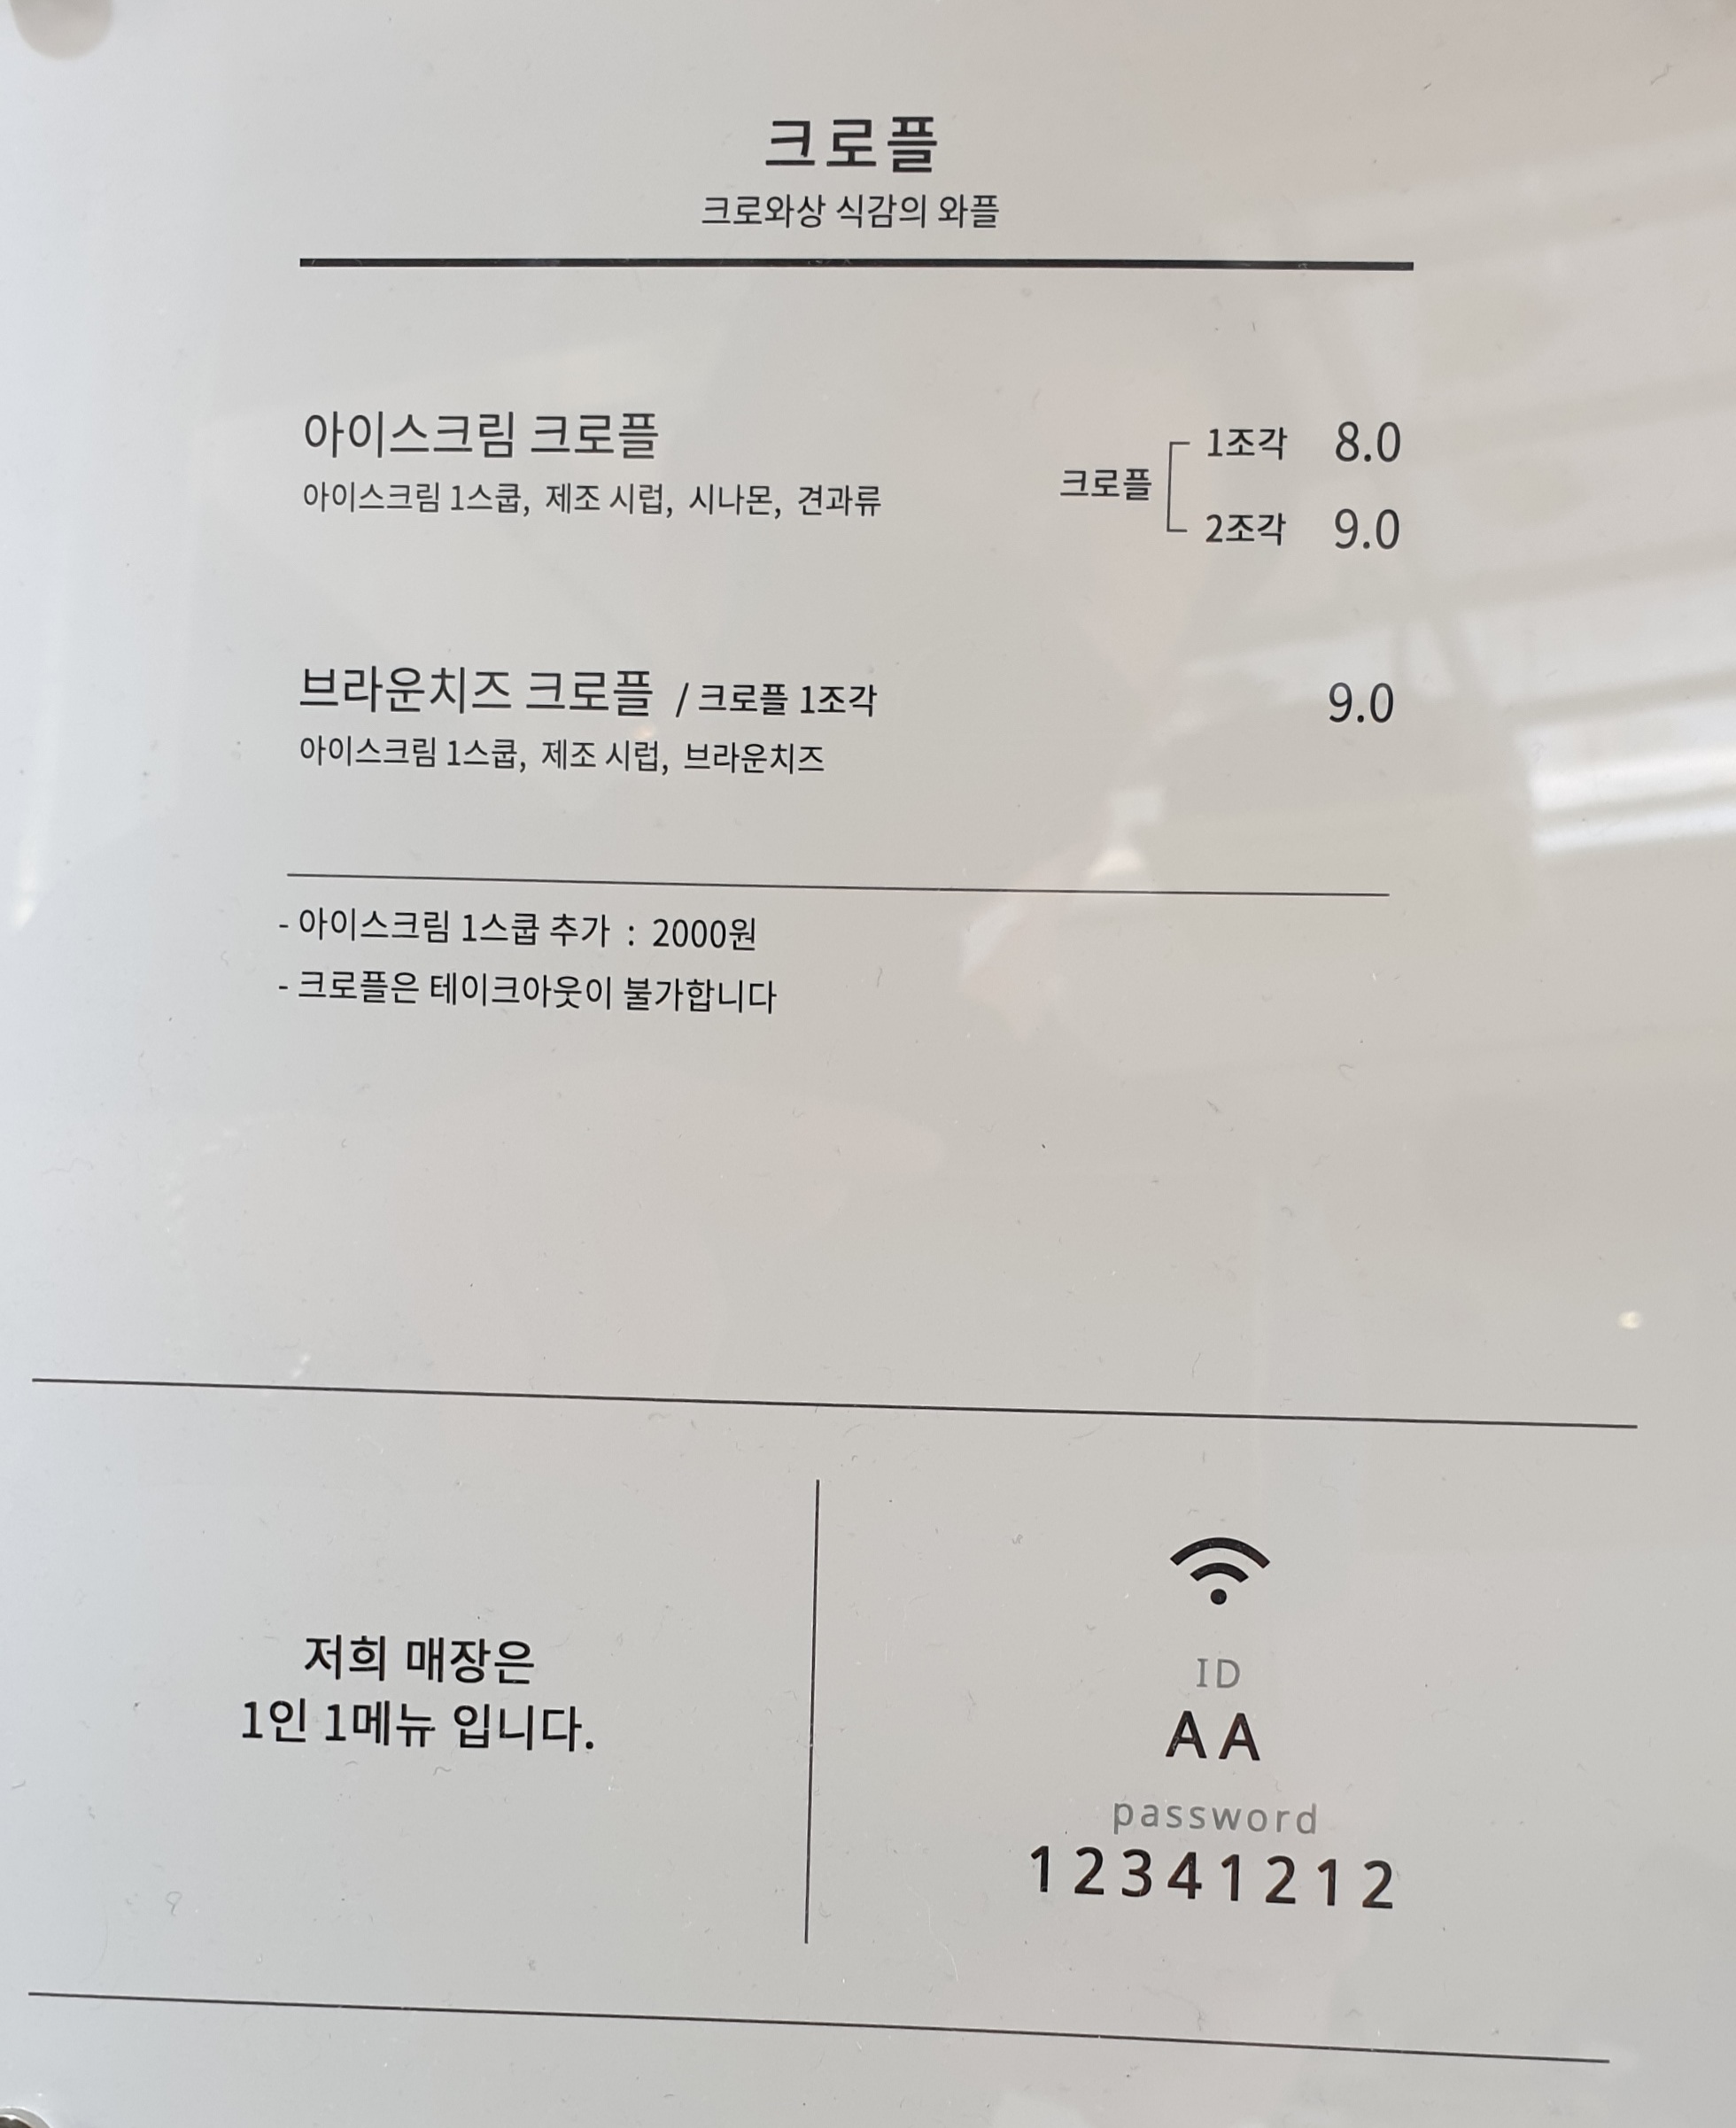 크로플
크로와상 식감의 와플
아이스크림 크로플
아이스크림 1스쿱, 제조 시럽, 시나몬, 견과류
크로플
1조각 8.0
2조각 9.0
브라운치즈 크로플 / 크로플 1조각 9.0
아이스크림 1스쿱, 제조 시럽, 브라운치즈
- 아이스크림 1스쿱 추가 : 2000원
- 크로플은 테이크아웃이 불가합니다
저희 매장은
1인 1메뉴 입니다.
ID
AA
password
12341212